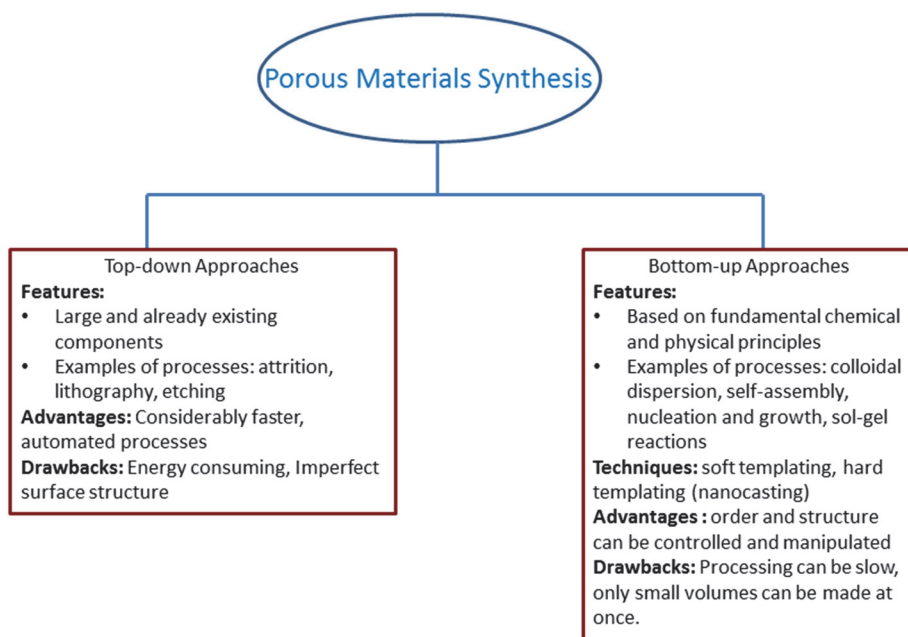 Porous Materials Synthesis
Top-down Approaches
Features:
• Large and already existing
components
• Examples of processes: attrition,
lithography, etching
Advantages: Considerably faster,
automated processes
Drawbacks: Energy consuming, Imperfect
surface structure
Bottom-up Approaches
Features:
• Based on fundamental chemical
and physical principles
• Examples of processes: colloidal
dispersion, self-assembly,
nucleation and growth, sol-gel
reactions
Techniques: soft templating, hard
templating (nanocasting)
Advantages : order and structure
can be controlled and manipulated
Drawbacks: Processing can be slow,
only small volumes can be made at
once.